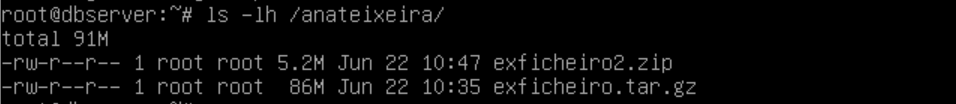 root@dbserver:~# ls -lh /anateixeira/
total 91M
-rw-r--r-- 1 root root 5.2M Jun 22 10:47 exficheiro2.zip
-rw-r--r-- 1 root root  86M Jun 22 10:35 exficheiro.tar.gz